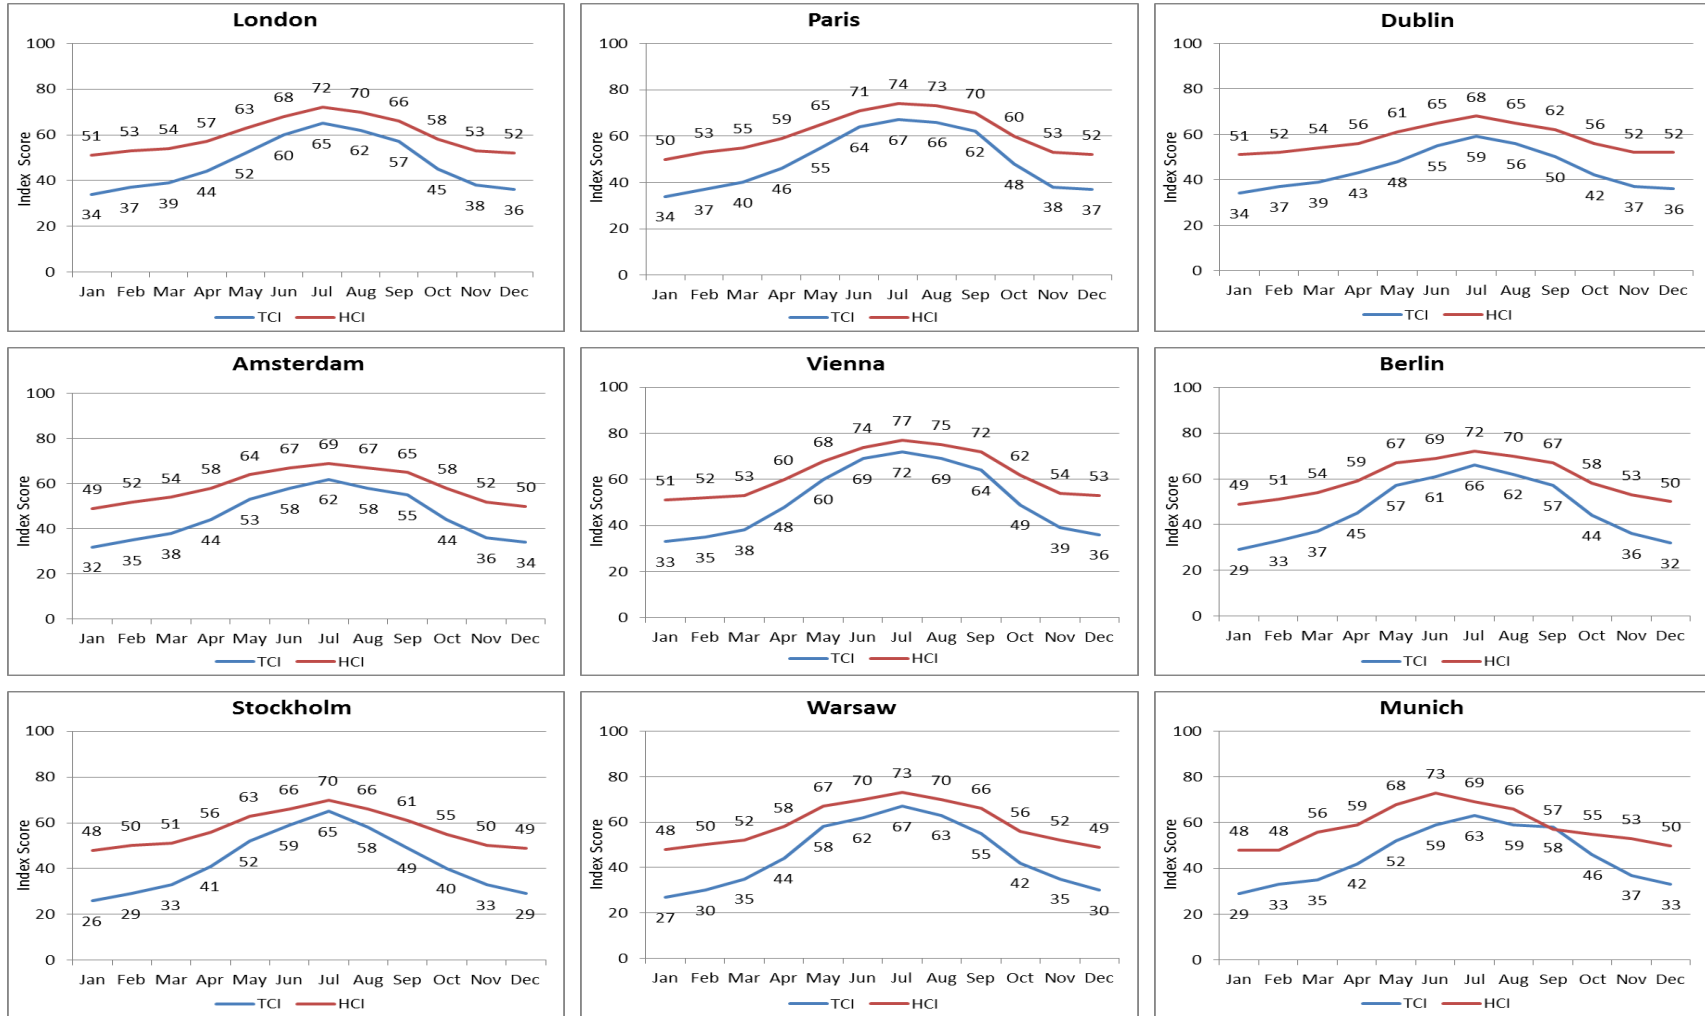 London
Index Score
100
80
60
40
20
0
51 53 54 57 63 68 72 70 66 58 53 52
34 37 39 44 52 60 65 62 57 45 38 36
Jan Feb Mar Apr May Jun Jul Aug Sep Oct Nov Dec
TCI HCI
Paris
Index Score
100
80
60
40
20
0
50 53 55 59 65 71 74 73 70 60 53 52
34 37 40 46 55 64 67 66 62 48 38 37
Jan Feb Mar Apr May Jun Jul Aug Sep Oct Nov Dec
TCI HCI
Dublin
Index Score
100
80
60
40
20
0
51 52 54 56 61 65 68 65 62 56 52 52
34 37 39 43 48 55 59 56 50 42 37 36
Jan Feb Mar Apr May Jun Jul Aug Sep Oct Nov Dec
TCI HCI
Amsterdam
Index Score
100
80
60
40
20
0
49 52 54 58 64 67 69 67 65 58 52 50
32 35 38 44 53 58 62 58 55 44 36 34
Jan Feb Mar Apr May Jun Jul Aug Sep Oct Nov Dec
TCI HCI
Vienna
Index Score
100
80
60
40
20
0
51 52 53 60 68 74 77 75 72 62 54 53
33 35 38 48 60 69 72 69 64 49 39 36
Jan Feb Mar Apr May Jun Jul Aug Sep Oct Nov Dec
TCI HCI
Berlin
Index Score
100
80
60
40
20
0
49 51 54 59 67 69 72 70 67 58 53 50
29 33 37 45 57 61 66 62 57 44 36 32
Jan Feb Mar Apr May Jun Jul Aug Sep Oct Nov Dec
TCI HCI
Stockholm
Index Score
100
80
60
40
20
0
48 50 51 56 63 66 70 66 61 55 50 49
26 29 33 41 52 59 65 58 49 40 33 29
Jan Feb Mar Apr May Jun Jul Aug Sep Oct Nov Dec
TCI HCI
Warsaw
Index Score
100
80
60
40
20
0
48 50 52 58 67 70 73 70 66 56 52 49
27 30 35 44 58 62 67 63 55 42 35 30
Jan Feb Mar Apr May Jun Jul Aug Sep Oct Nov Dec
TCI HCI
Munich
Index Score
100
80
60
40
20
0
48 48 56 59 68 73 69 66 57 55 53 50
29 33 35 42 52 59 63 59 58 46 37 33
Jan Feb Mar Apr May Jun Jul Aug Sep Oct Nov Dec
TCI HCI